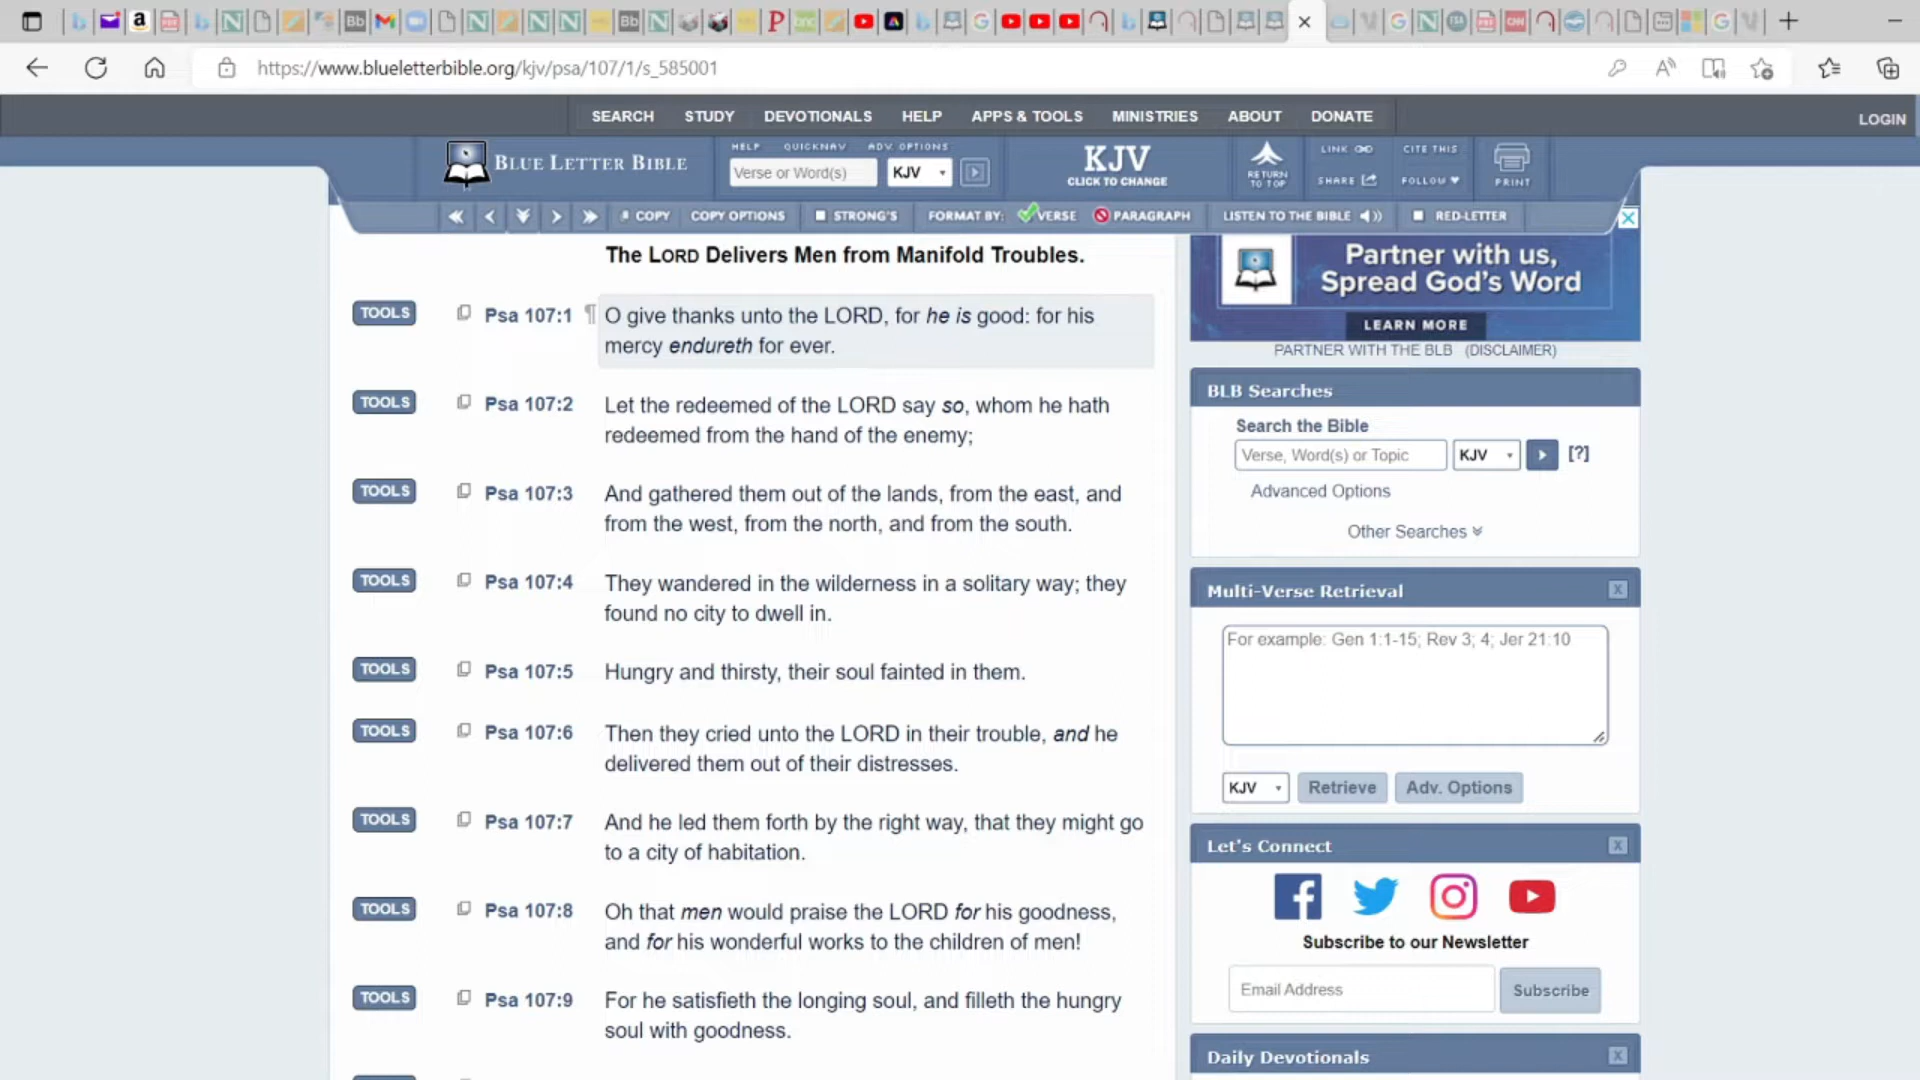 https://www.blueletterbible.org/kjv/psa/107/1/s_585001
SEARCH STUDY DEVOTIONALS HELP APPS & TOOLS MINISTRIES ABOUT DONATE
LOGIN
BLUE LETTER BIBLE
HELP QUICKNAV ADV. OPTIONS
Verse or Word(s)
KJV
KJV
CLICK TO CHANGE
RETURN
TO TOP
LINK
CITE THIS
SHARE
FOLLOW
PRINT
COPY COPY OPTIONS STRONG'S FORMAT BY: VERSE PARAGRAPH LISTEN TO THE BIBLE RED-LETTER
The LORD Delivers Men from Manifold Troubles.
TOOLS Psa 107:1 ¶ O give thanks unto the LORD, for he is good: for his
mercy endureth for ever.
TOOLS Psa 107:2 Let the redeemed of the LORD say so, whom he hath
redeemed from the hand of the enemy;
TOOLS Psa 107:3 And gathered them out of the lands, from the east, and
from the west, from the north, and from the south.
TOOLS Psa 107:4 They wandered in the wilderness in a solitary way; they
found no city to dwell in.
TOOLS Psa 107:5 Hungry and thirsty, their soul fainted in them.
TOOLS Psa 107:6 Then they cried unto the LORD in their trouble, and he
delivered them out of their distresses.
TOOLS Psa 107:7 And he led them forth by the right way, that they might go
to a city of habitation.
TOOLS Psa 107:8 Oh that men would praise the LORD for his goodness,
and for his wonderful works to the children of men!
TOOLS Psa 107:9 For he satisfieth the longing soul, and filleth the hungry
soul with goodness.
Partner with us,
Spread God's Word
LEARN MORE
PARTNER WITH THE BLB (DISCLAIMER)
BLB Searches
Search the Bible
Verse, Word(s) or Topic KJV [?]
Advanced Options
Other Searches
Multi-Verse Retrieval X
For example: Gen 1:1-15; Rev 3; 4; Jer 21:10
KJV Retrieve Adv. Options
Let's Connect X
Subscribe to our Newsletter
Email Address Subscribe
Daily Devotionals X